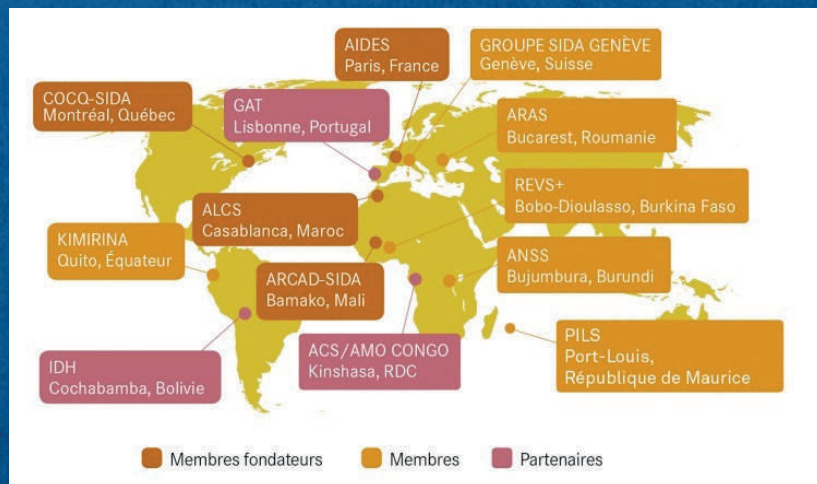 AIDES
Paris, France
GROUPE SIDA GENÈVE
Genève, Suisse
COCQ-SIDA
Montréal, Québec
GAT
Lisbonne, Portugal
ARAS
Bucarest, Roumanie
REVS+
Bobo-Dioulasso, Burkina Faso
ALCS
Casablanca, Maroc
KIMIRINA
Quito, Équateur
ANSS
Bujumbura, Burundi
ARCAD-SIDA
Bamako, Mali
PILS
Port-Louis,
République de Maurice
ACS/AMO CONGO
Kinshasa, RDC
IDH
Cochabamba, Bolivie
Membres fondateurs
Membres
Partenaires